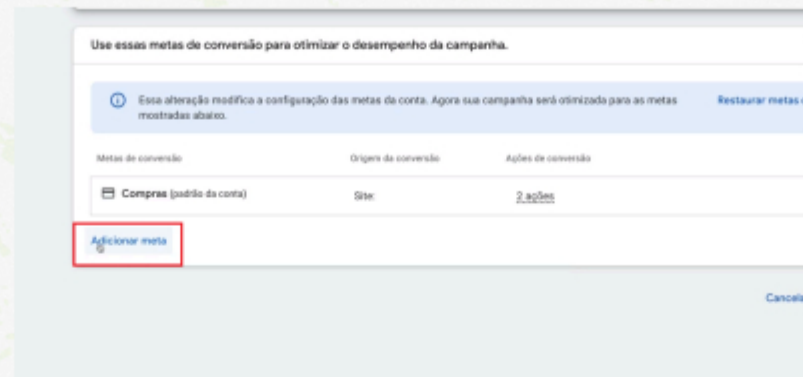 Use essas metas de conversão para otimizar o desempenho da campanha.
Essa alteração modifica a configuração das metas da conta. Agora sua campanha será otimizada para as metas
mostradas abaixo.
Restaurar metas
Metas de conversão
Origem da conversão
Ações de conversão
Compras (padrão da conta)
Site:
2 ações
Adicionar meta
Cancela